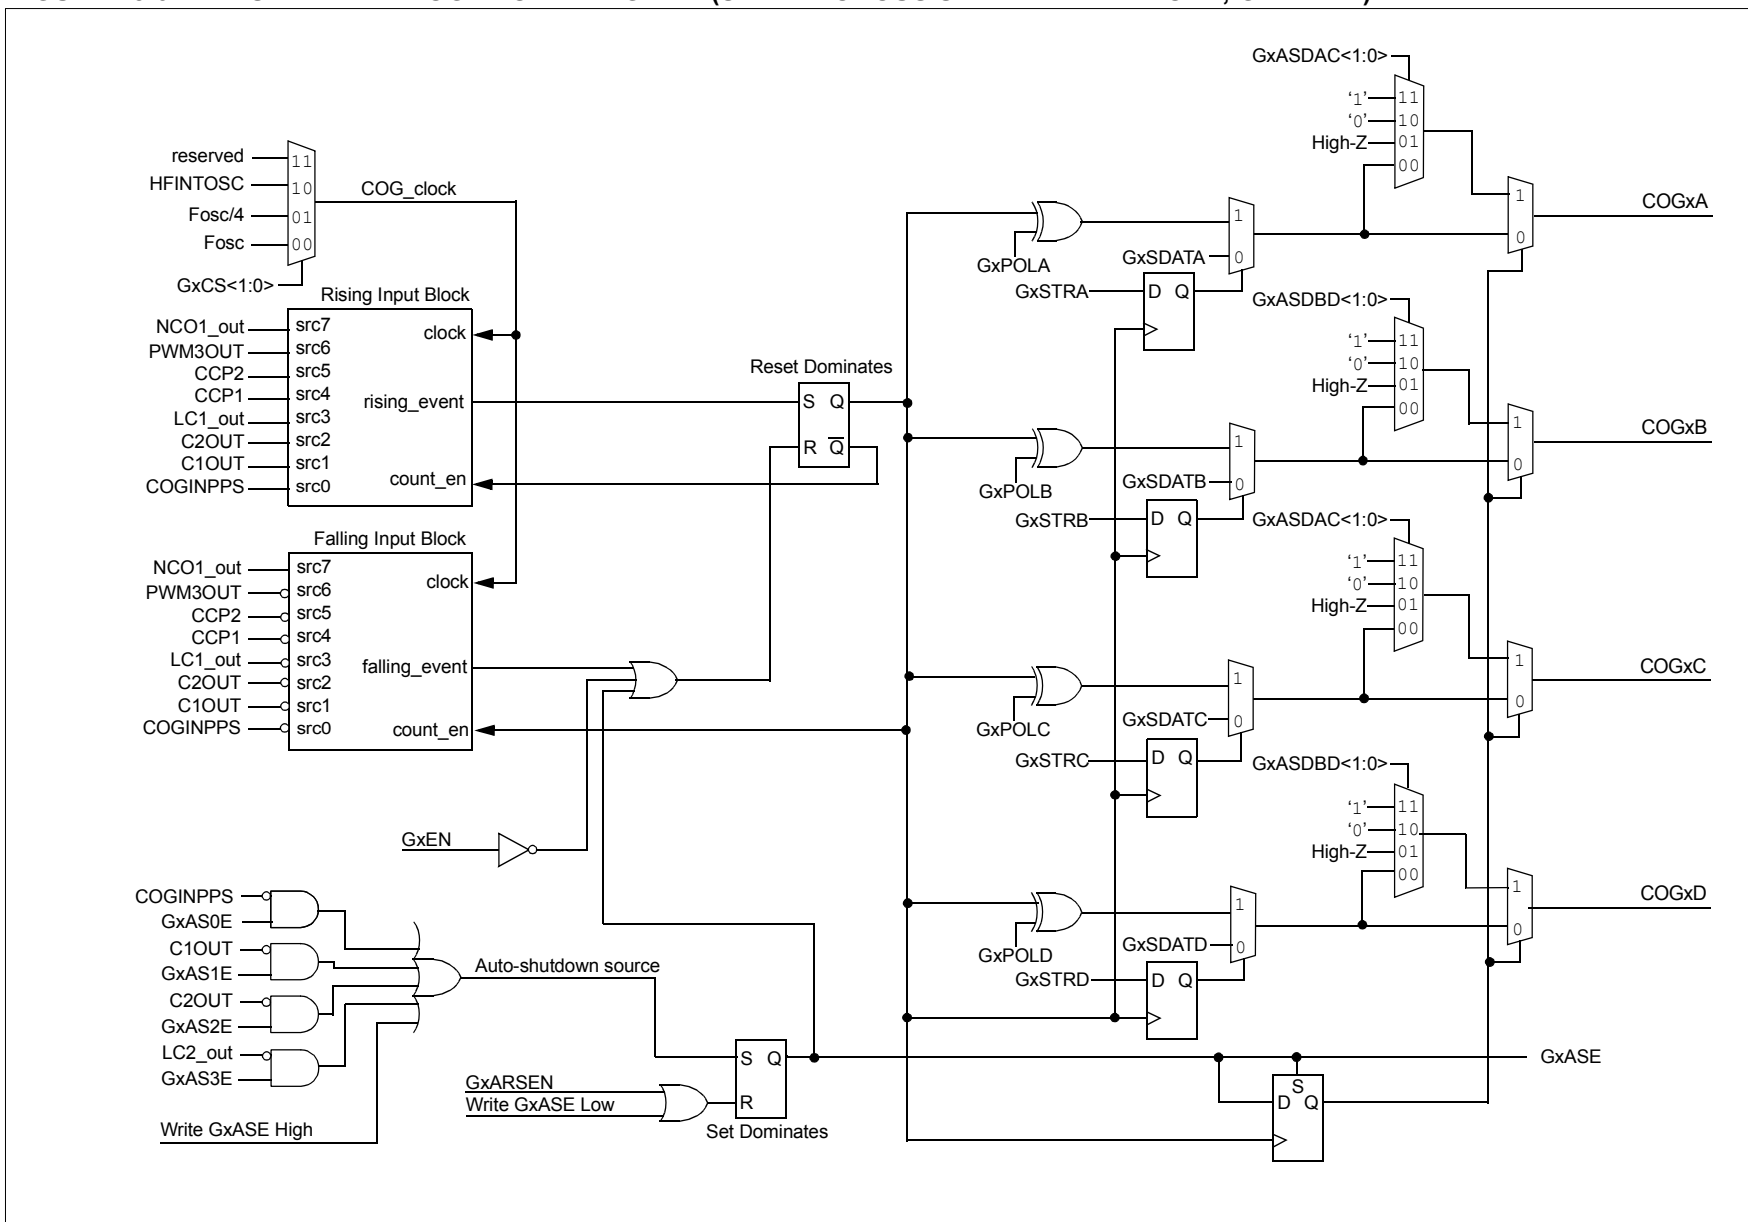 GxASDAC<1:0>
'1'
11
'0'
10
High-Z
01
00
1
0
COGxA
reserved
11
HFINTOSC
10
Fosc/4
01
Fosc
00
GxCS<1:0>
COG_clock
GxPOLA
GxSDATA
1
0
GxSTRA
D Q
Rising Input Block
NCO1_out
src7
PWM3OUT
src6
CCP2
src5
CCP1
src4
LC1_out
src3
C2OUT
src2
C1OUT
src1
COGINPPS
src0
clock
rising_event
count_en
Reset Dominates
S Q
R Q
GxASDBD<1:0>
'1'
11
'0'
10
High-Z
01
00
1
0
COGxB
GxPOLB
GxSDATB
1
0
GxSTRB
D Q
Falling Input Block
NCO1_out
src7
PWM3OUT
src6
CCP2
src5
CCP1
src4
LC1_out
src3
C2OUT
src2
C1OUT
src1
COGINPPS
src0
clock
falling_event
count_en
GxASDAC<1:0>
'1'
11
'0'
10
High-Z
01
00
1
0
COGxC
GxPOLC
GxSDATC
1
0
GxSTRC
D Q
GxEN
GxASDBD<1:0>
'1'
11
'0'
10
High-Z
01
00
1
0
COGxD
GxPOLD
GxSDATD
1
0
GxSTRD
D Q
COGINPPS
GxAS0E
C1OUT
GxAS1E
C2OUT
GxAS2E
LC2_out
GxAS3E
Write GxASE High
Auto-shutdown source
GxARSEN
Write GxASE Low
S Q
R
Set Dominates
GxASE
S
D Q